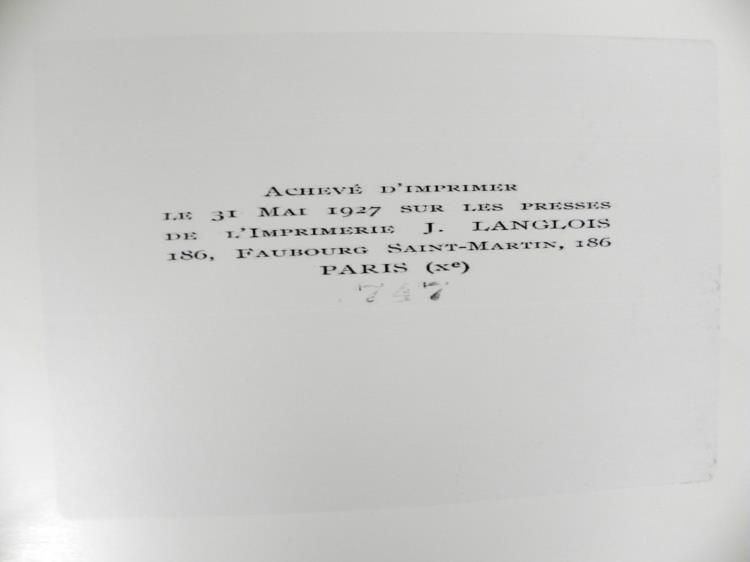 ACHEVÉ D'IMPRIMER
LE 31 MAI 1927 SUR LES PRESSES
DE L'IMPRIMERIE J. LANGLOIS
186, FAUBOURG SAINT-MARTIN, 186
PARIS (Xe)